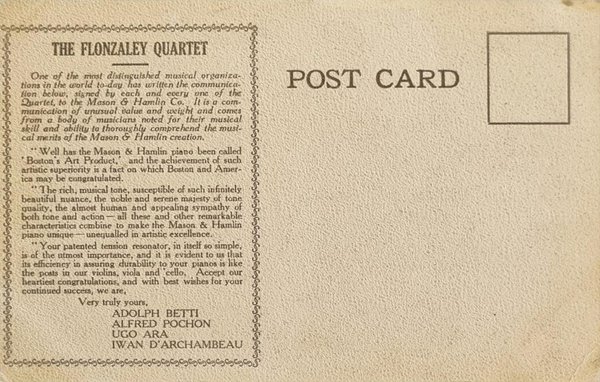 THE FLONZALEY QUARTET
One of the most distinguished musical organiza-
tions in the world to-day has written the communica-
tion below, signed by each and every one of the
Quartet, to the Mason & Hamlin Co. It is a com-
munication of unusual value and weight and comes
from a body of musicians noted for their musical
skill and ability to thoroughly comprehend the musi-
cal merits of the Mason & Hamlin creation.
"Well has the Mason & Hamlin piano been called
'Boston's Art Product,' and the achievement of such
artistic superiority is a fact on which Boston and Amer-
ica may be congratulated.
"The rich, musical tone, susceptible of such infinitely
beautiful nuance, the noble and serene majesty of tone
quality, the almost human and appealing sympathy of
both tone and action—all these and other remarkable
characteristics combine to make the Mason & Hamlin
piano unique—unequalled in artistic excellence.
"Your patented tension resonator, in itself so simple,
is of the utmost importance, and it is evident to us that
its efficiency in assuring durability to your pianos is like
the posts in our violins, viola and 'cello. Accept our
heartiest congratulations, and with best wishes for your
continued success, we are,
Very truly yours,
ADOLPH BETTI
ALFRED POCHON
UGO ARA
IWAN D'ARCHAMBEAU
POST CARD